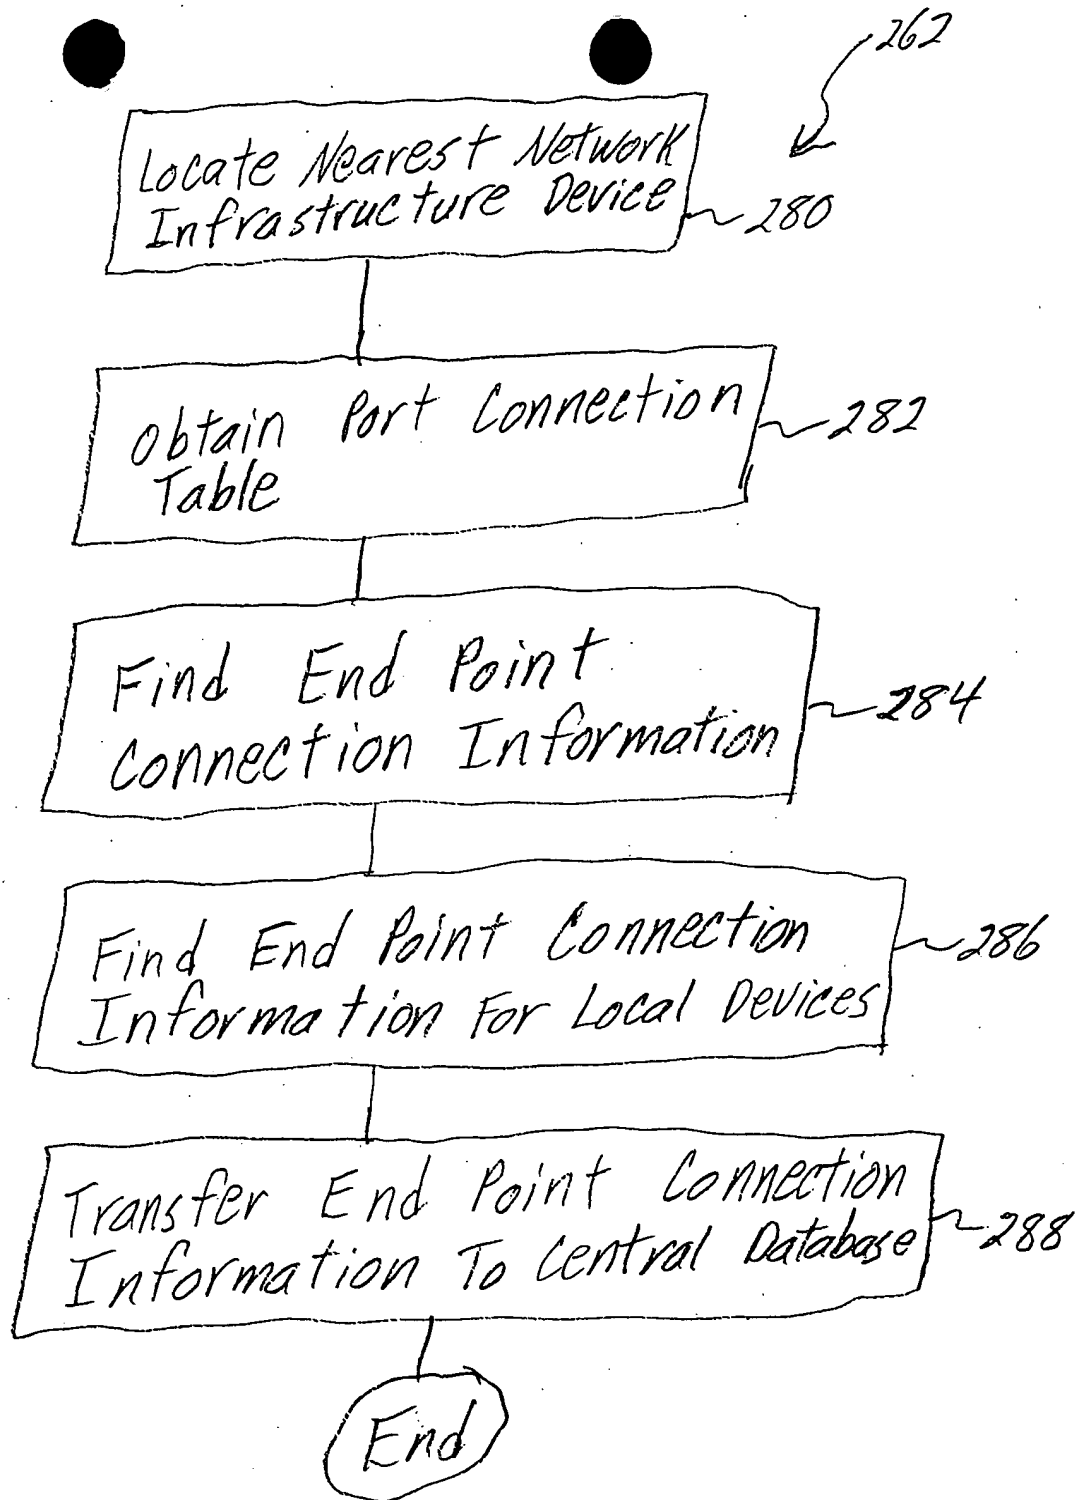 262
Locate Nearest Network
Infrastructure Device
280
Obtain Port Connection
Table
282
Find End Point
Connection Information
284
Find End Point Connection
Information For Local Devices
286
Transfer End Point Connection
Information To Central Database
288
End